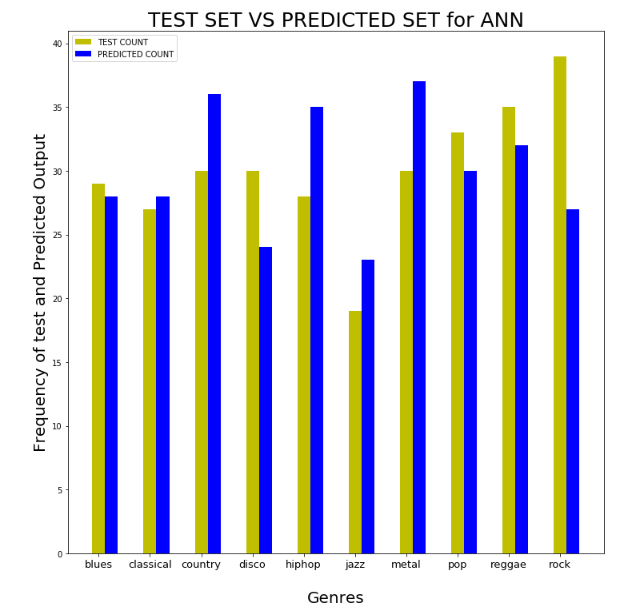 TEST SET VS PREDICTED SET for ANN
TEST COUNT
PREDICTED COUNT
Frequency of test and Predicted Output
40
35
30
25
20
15
10
5
0
blues classical country disco hiphop jazz metal pop reggae rock
Genres